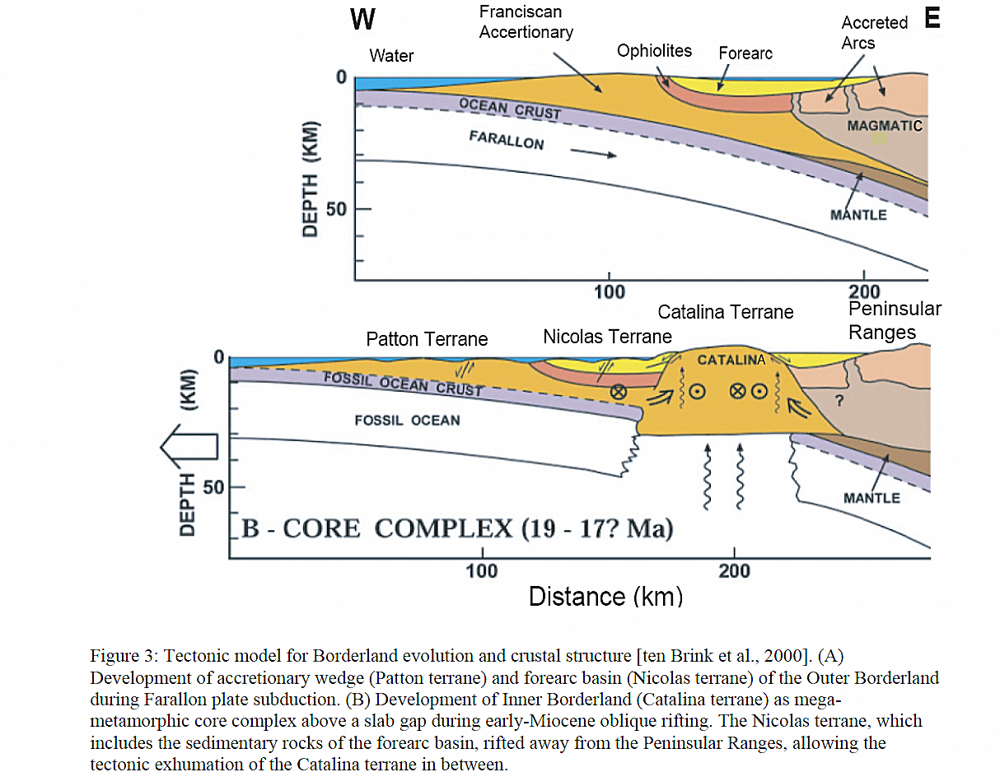 W
Franciscan
Accertionary
Accreted
Arcs
E
Water
Ophiolites
Forearc
0
OCEAN CRUST
MAGMATIC
FARALLON
DEPTH (KM)
50
MANTLE
100
200
Catalina Terrane
Peninsular
Ranges
Patton Terrane
Nicolas Terrane
0
CATALINA
FOSSIL OCEAN CRUST
?
FOSSIL OCEAN
DEPTH (KM)
50
MANTLE
B - CORE COMPLEX (19 - 17? Ma)
100
200
Distance (km)
Figure 3: Tectonic model for Borderland evolution and crustal structure [ten Brink et al., 2000]. (A)
Development of accretionary wedge (Patton terrane) and forearc basin (Nicolas terrane) of the Outer Borderland
during Farallon plate subduction. (B) Development of Inner Borderland (Catalina terrane) as mega-
metamorphic core complex above a slab gap during early-Miocene oblique rifting. The Nicolas terrane, which
includes the sedimentary rocks of the forearc basin, rifted away from the Peninsular Ranges, allowing the
tectonic exhumation of the Catalina terrane in between.